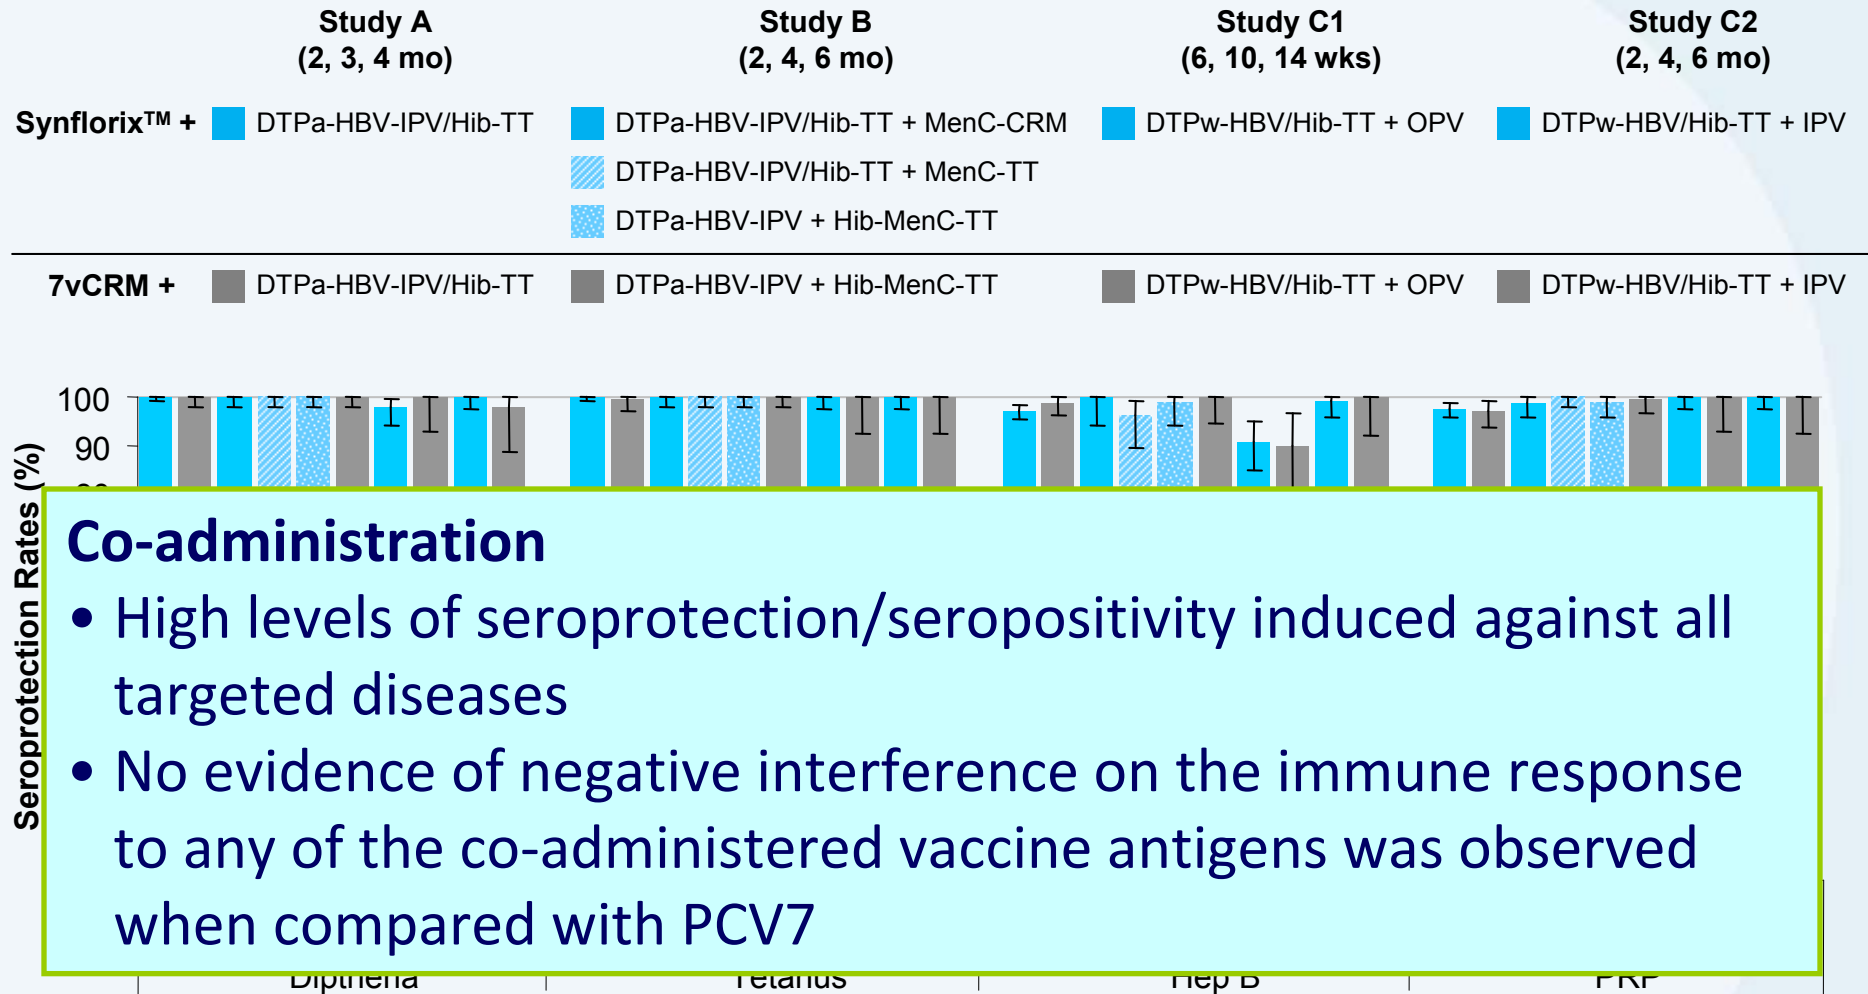 Study A
(2, 3, 4 mo)
Study B
(2, 4, 6 mo)
Study C1
(6, 10, 14 wks)
Study C2
(2, 4, 6 mo)
Synflorix™ +
DTPa-HBV-IPV/Hib-TT
DTPa-HBV-IPV/Hib-TT + MenC-CRM
DTPw-HBV/Hib-TT + OPV
DTPw-HBV/Hib-TT + IPV
DTPa-HBV-IPV/Hib-TT + MenC-TT
DTPa-HBV-IPV + Hib-MenC-TT
7vCRM +
DTPa-HBV-IPV/Hib-TT
DTPa-HBV-IPV + Hib-MenC-TT
DTPw-HBV/Hib-TT + OPV
DTPw-HBV/Hib-TT + IPV
100
90
Seroprotection Rates (%)
Co-administration
• High levels of seroprotection/seropositivity induced against all
targeted diseases
• No evidence of negative interference on the immune response
to any of the co-administered vaccine antigens was observed
when compared with PCV7
Tetanus
Hep B
PRP